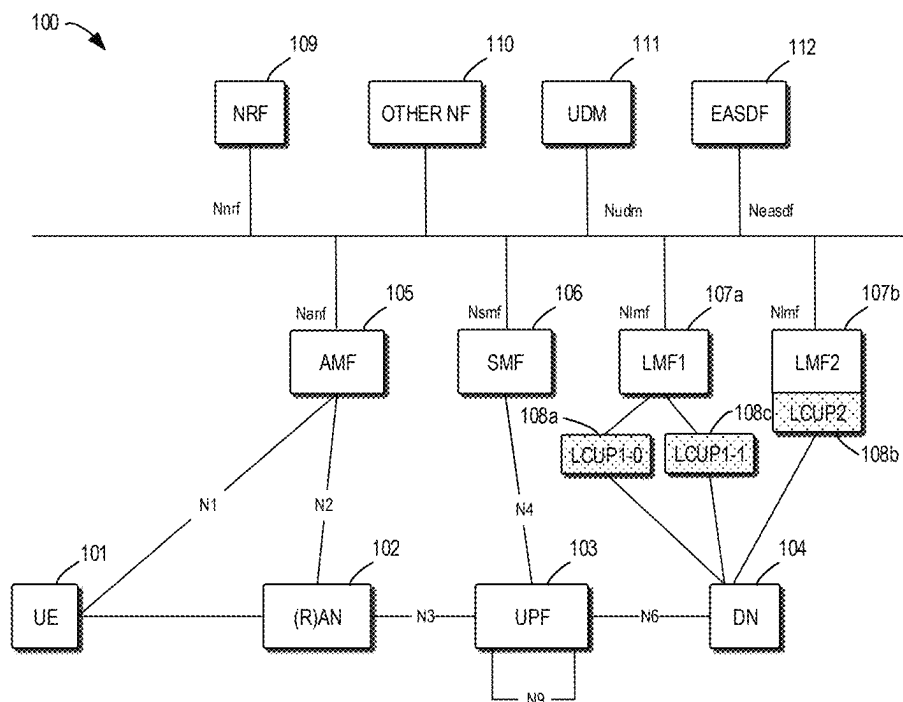 100
109
110
111
112
NRF
OTHER NF
UDM
EASDF
Nnrf
Nudm
Neasdf
Namf
105
Nsmf
106
Nlmf
107a
Nlmf
107b
AMF
SMF
LMF1
LMF2
108a
108c
LCUP2
LCUP1-0
LCUP1-1
108b
N1
N2
N4
101
102
103
104
UE
(R)AN
N3
UPF
N6
DN
N9